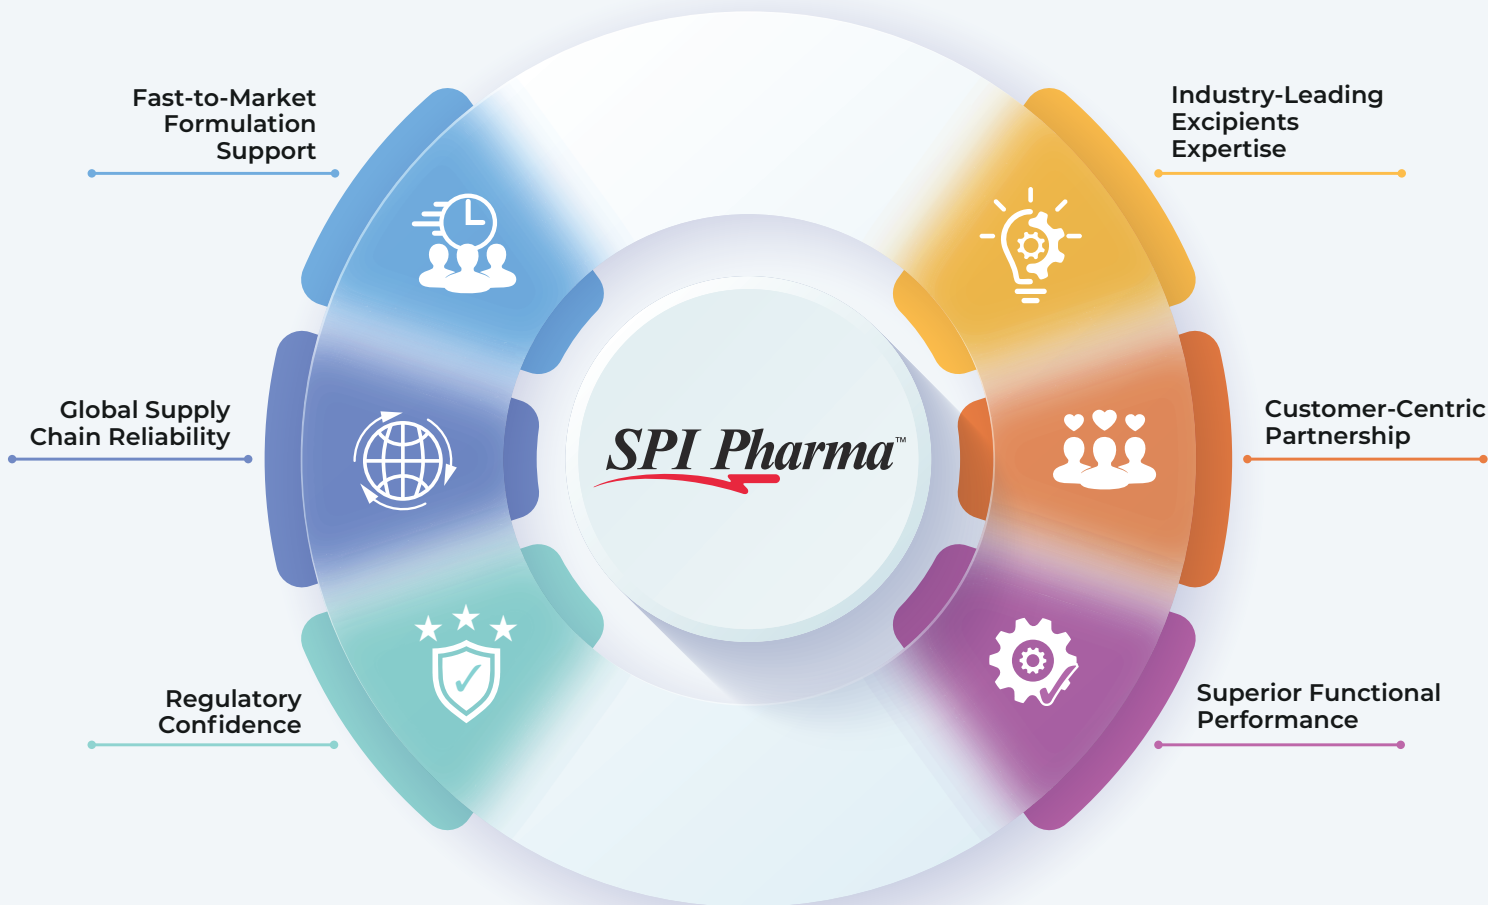 Fast-to-Market
Formulation
Support
Industry-Leading
Excipients
Expertise
Global Supply
Chain Reliability
SPI Pharma™
Customer-Centric
Partnership
Regulatory
Confidence
Superior Functional
Performance